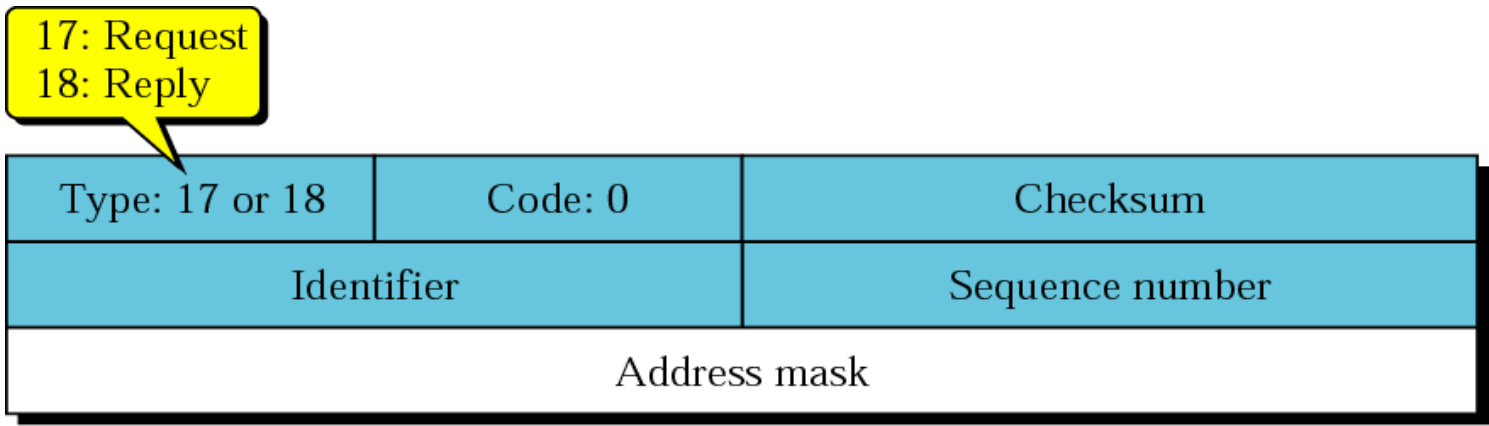 17: Request
18: Reply
Type: 17 or 18
Code: 0
Checksum
Identifier
Sequence number
Address mask